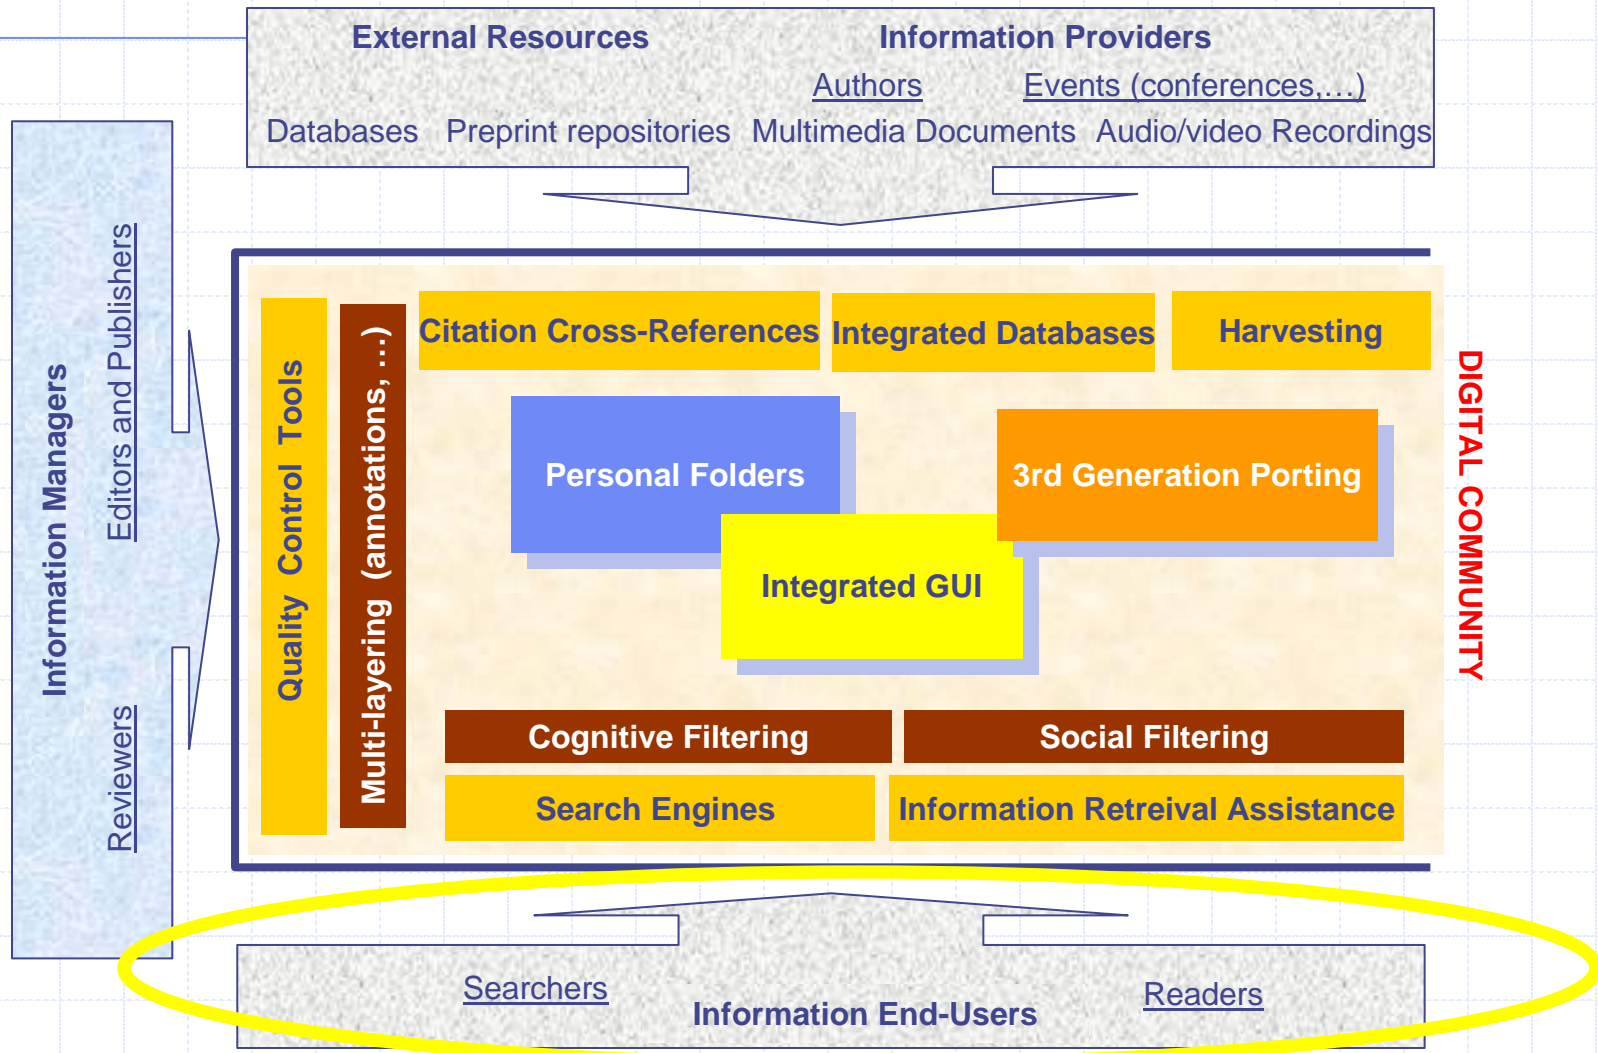 External Resources
Information Providers
Authors
Events (conferences,...)
Databases
Preprint repositories
Multimedia Documents
Audio/video Recordings
Information Managers
Editors and Publishers
Reviewers
Quality Control Tools
Multi-layering (annotations, ...)
Citation Cross-References
Integrated Databases
Harvesting
Personal Folders
3rd Generation Porting
Integrated GUI
Cognitive Filtering
Social Filtering
Search Engines
Information Retreival Assistance
DIGITAL COMMUNITY
Searchers
Information End-Users
Readers